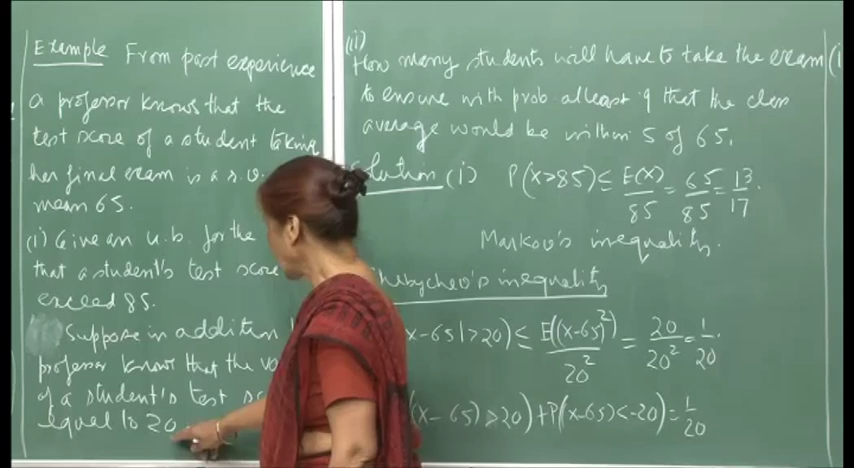 Example From past experience
a professor knows that the
test score of a student taking
her final exam is a r.v.
mean 65.
(i) Give an u.b. for the
that a student's test score
exceed 85.
Suppose in addition
professor knows that the
of a student's test
equal to 20.
(ii)
How many students will have to take the exam
to ensure with prob. atleast .9 that the class
average would be within 5 of 65.
Solution (i) P(X>85) ≤ E(X)/85 = 65/85 = 13/17.
Markov's inequality.
Chebychev's inequality
X-65|>20) ≤ E((X-65)²)/20² = 20/20² = 1/20.
(X-65) ≥ 20) + P(X-65) < -20) = 1/20